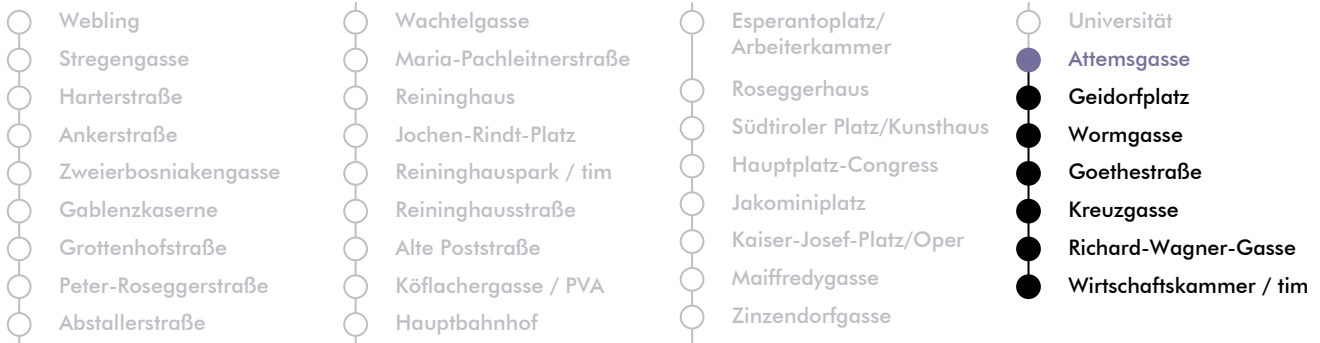 Webling
Stregengasse
Harterstraße
Ankerstraße
Zweierbosniakengasse
Gablenzkaserne
Grottenhofstraße
Peter-Roseggerstraße
Abstallerstraße
Wachtelgasse
Maria-Pachleitnerstraße
Reininghaus
Jochen-Rindt-Platz
Reininghauspark / tim
Reininghausstraße
Alte Poststraße
Köflachergasse / PVA
Hauptbahnhof
Esperantoplatz/
Arbeiterkammer
Roseggerhaus
Südtiroler Platz/Kunsthaus
Hauptplatz-Congress
Jakominiplatz
Kaiser-Josef-Platz/Oper
Maiffredygasse
Zinzendorfgasse
Universität
Attemsgasse
Geidorfplatz
Wormgasse
Goethestraße
Kreuzgasse
Richard-Wagner-Gasse
Wirtschaftskammer / tim